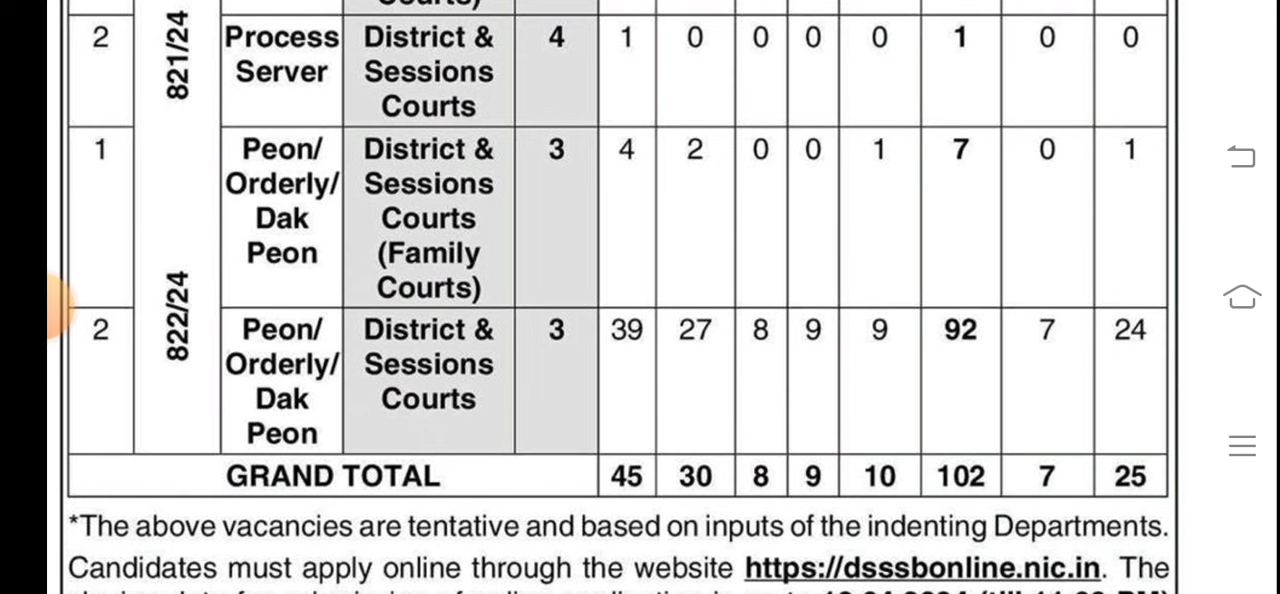 Courts)
2 821/24 Process District & 4 1 0 0 0 0 1 0 0
Server Sessions
Courts
1 822/24 Peon/ District & 3 4 2 0 0 1 7 0 1
Orderly/ Sessions
Dak Courts
Peon (Family
Courts)
2 Peon/ District & 3 39 27 8 9 9 92 7 24
Orderly/ Sessions
Dak Courts
Peon
GRAND TOTAL 45 30 8 9 10 102 7 25
*The above vacancies are tentative and based on inputs of the indenting Departments.
Candidates must apply online through the website https://dsssbonline.nic.in. The